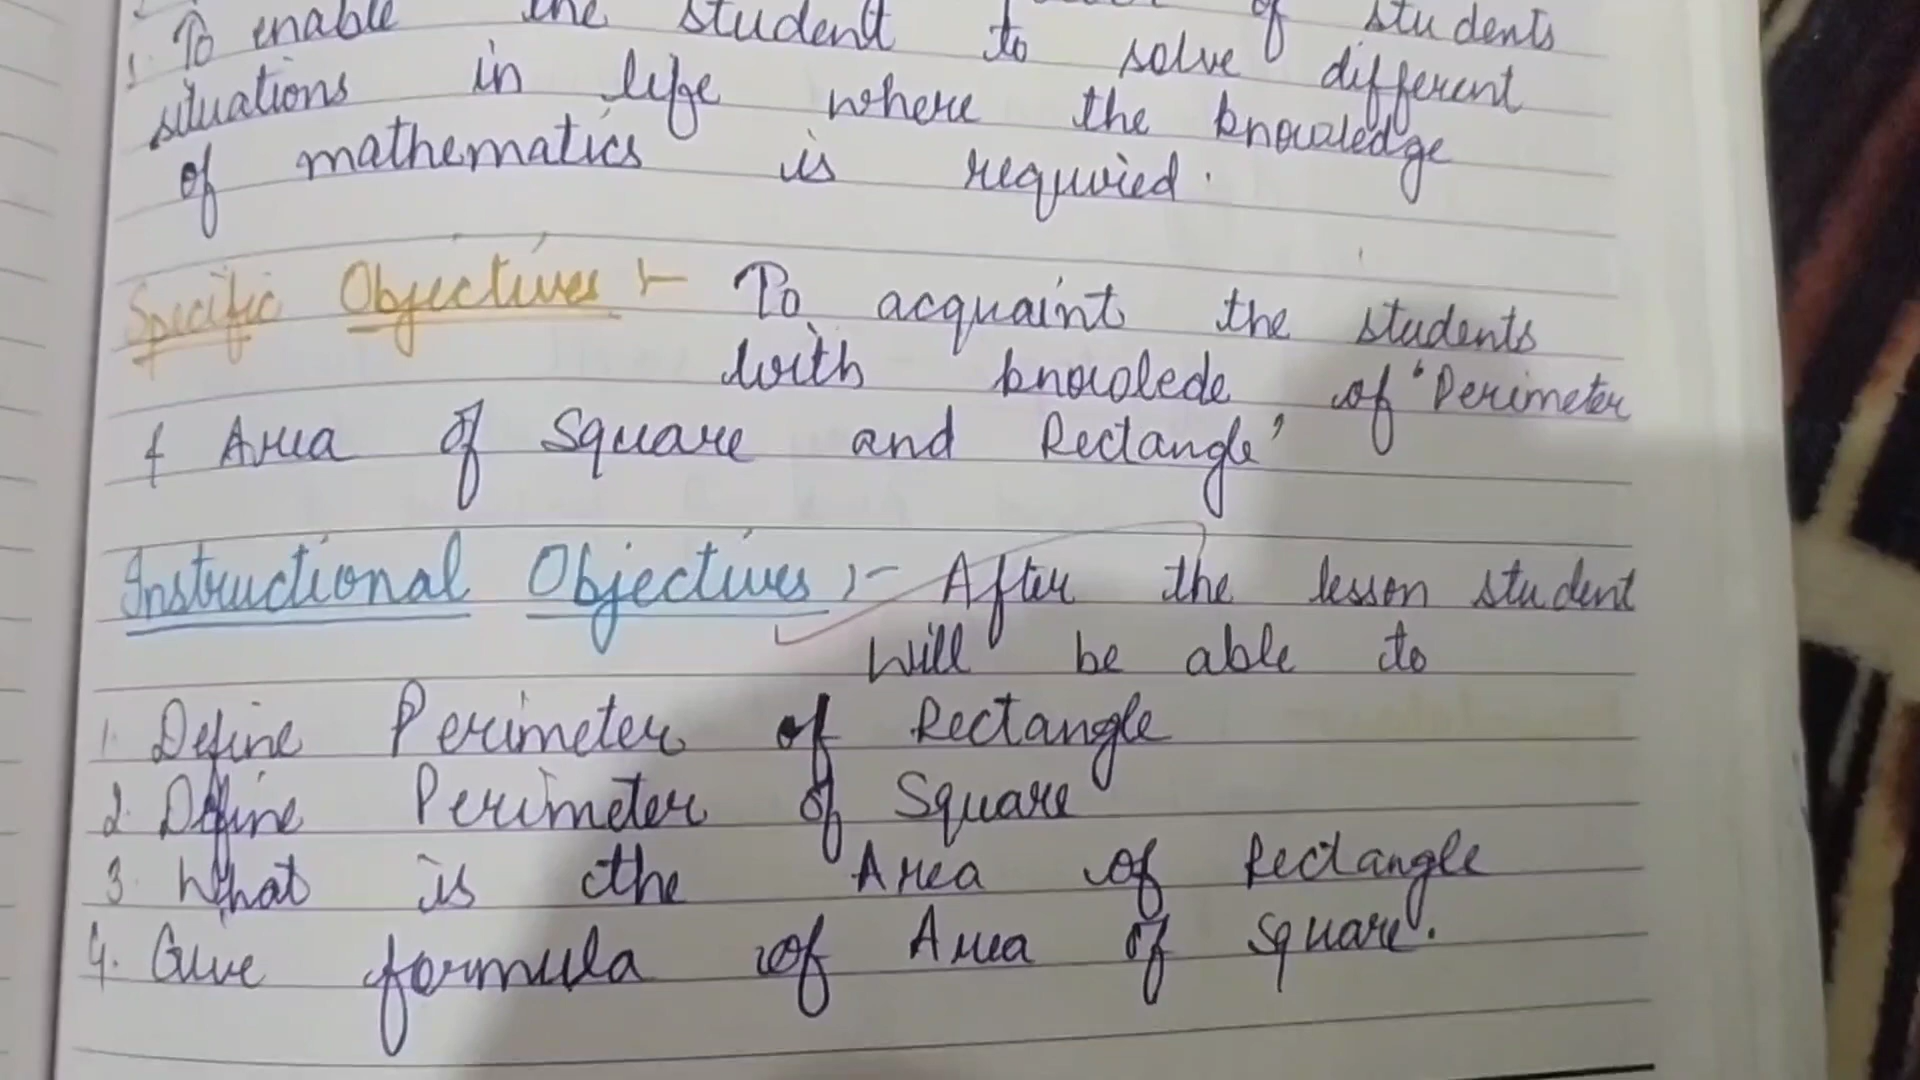 of students
To enable the student to solve different
situations in life where the knowledge
of mathematics is requried.
Specific Objectives :- To acquaint the students
with knowlede of "Perimeter
& Area of Square and Rectangle"
Instructional Objectives :- After the lesson student
will be able to
1. Define Perimeter of Rectangle
2. Define Perimeter of Square
3. What is the Area of Rectangle
4. Give formula of Area of square.